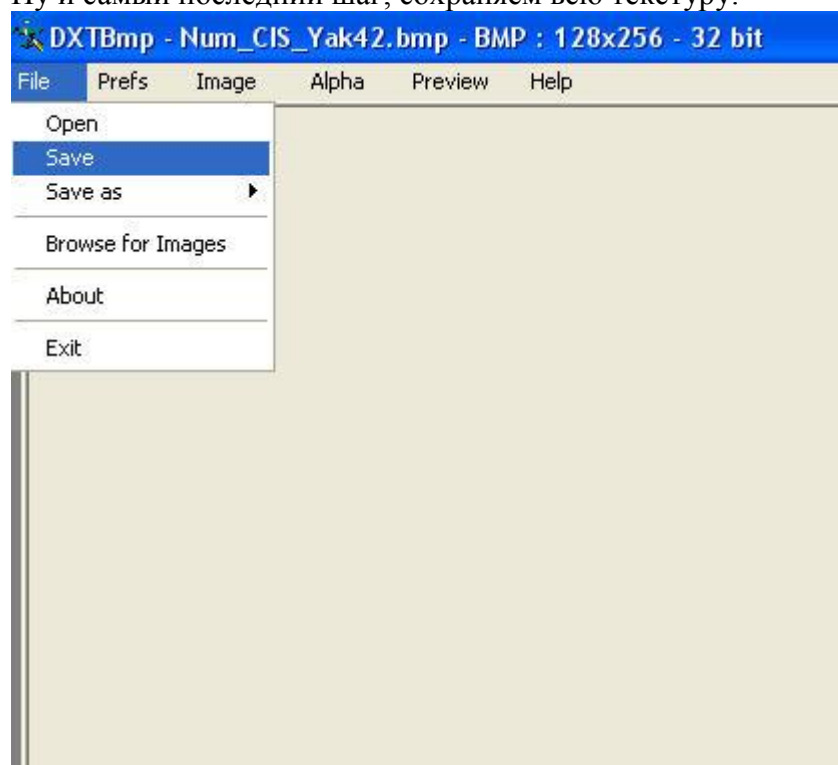 Ну и самый последний шаг, сохраняем всю текстуру.
DXTBmp - Num_CIS_Yak42.bmp - BMP : 128x256 - 32 bit
File Prefs Image Alpha Preview Help
Open
Save
Save as
Browse for Images
About
Exit